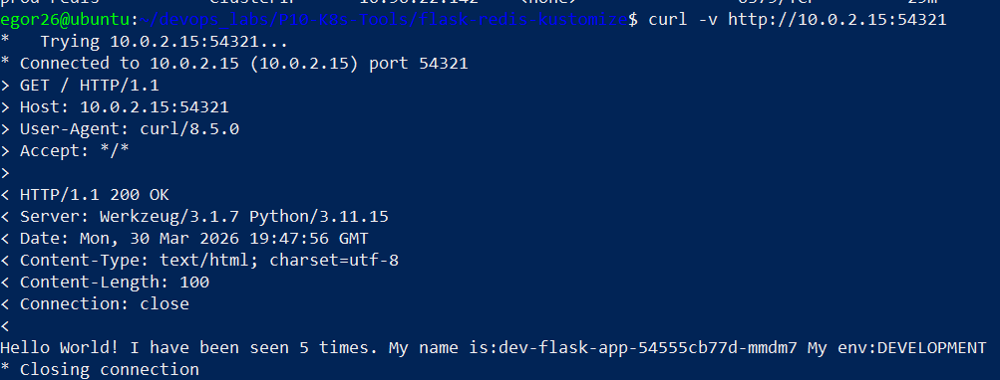 egor26@ubuntu:~/devops_labs/PLO-K8s-Tools/flask-redis-kustomize$ curl -v http://10.0.2.15:54321
*   Trying 10.0.2.15:54321...
* Connected to 10.0.2.15 (10.0.2.15) port 54321
> GET / HTTP/1.1
> Host: 10.0.2.15:54321
> User-Agent: curl/8.5.0
> Accept: */*
>
< HTTP/1.1 200 OK
< Server: Werkzeug/3.1.7 Python/3.11.15
< Date: Mon, 30 Mar 2026 19:47:56 GMT
< Content-Type: text/html; charset=utf-8
< Content-Length: 100
< Connection: close
<
Hello World! I have been seen 5 times. My name is:dev-flask-app-54555cb77d-mmdm7 My env:DEVELOPMENT
* Closing connection